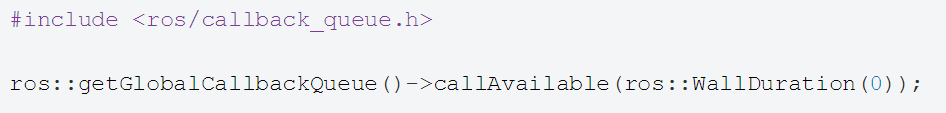 #include <ros/callback_queue.h>
ros::getGlobalCallbackQueue()->callAvailable(ros::WallDuration(0));